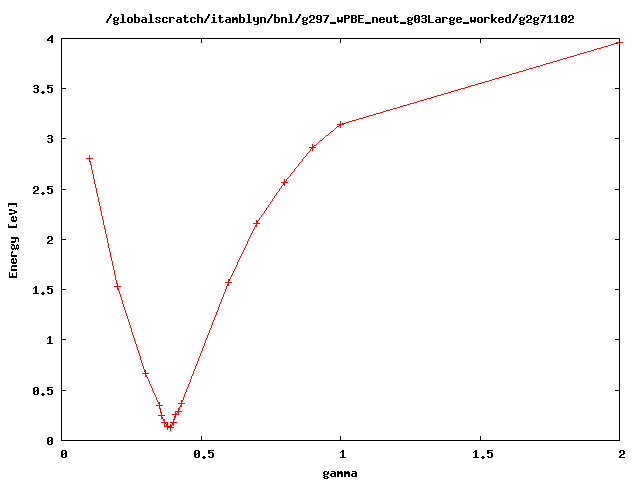 /globalscratch/itamblyn/bnl/g297_wPBE_neut_g03Large_worked/g2g71102
4
3.5
3
2.5
2
1.5
1
0.5
0
Energy [eV]
0 0.5 1 1.5 2
gamma